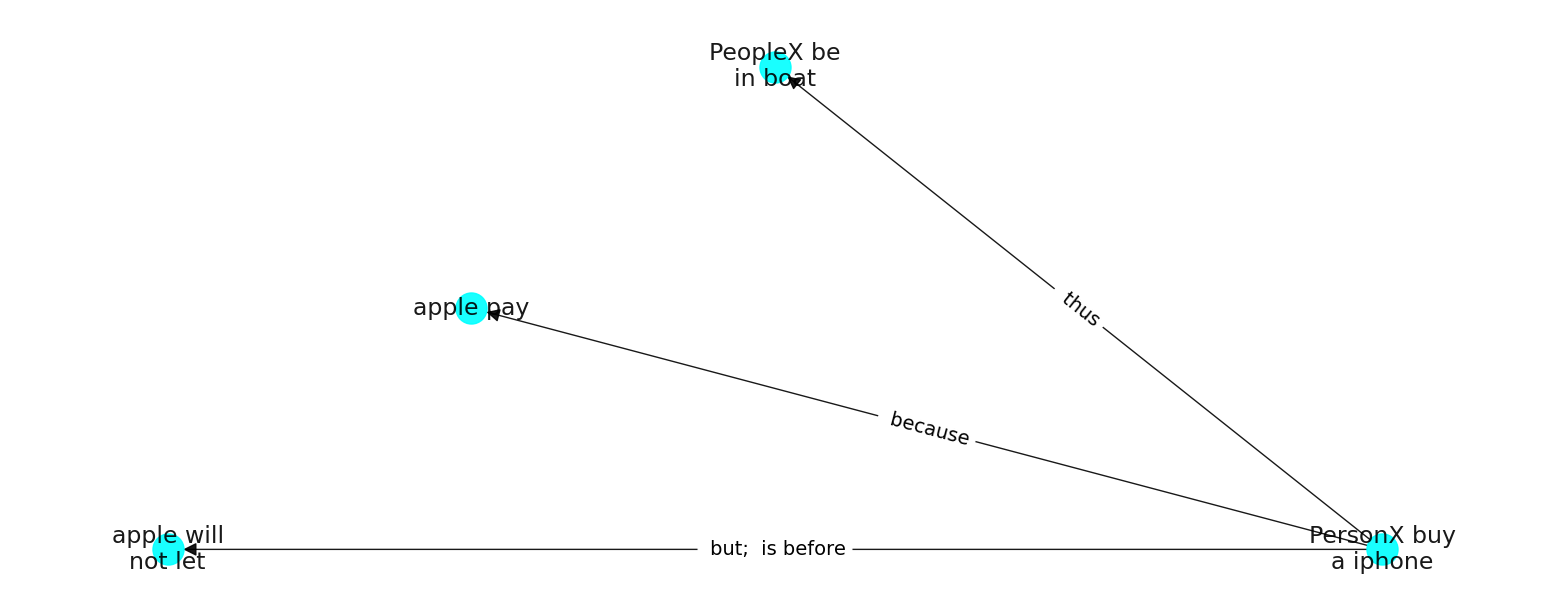 PeopleX be
in boat
thus
apple pay
because
apple will
not let
but;  is before
PersonX buy
a iphone